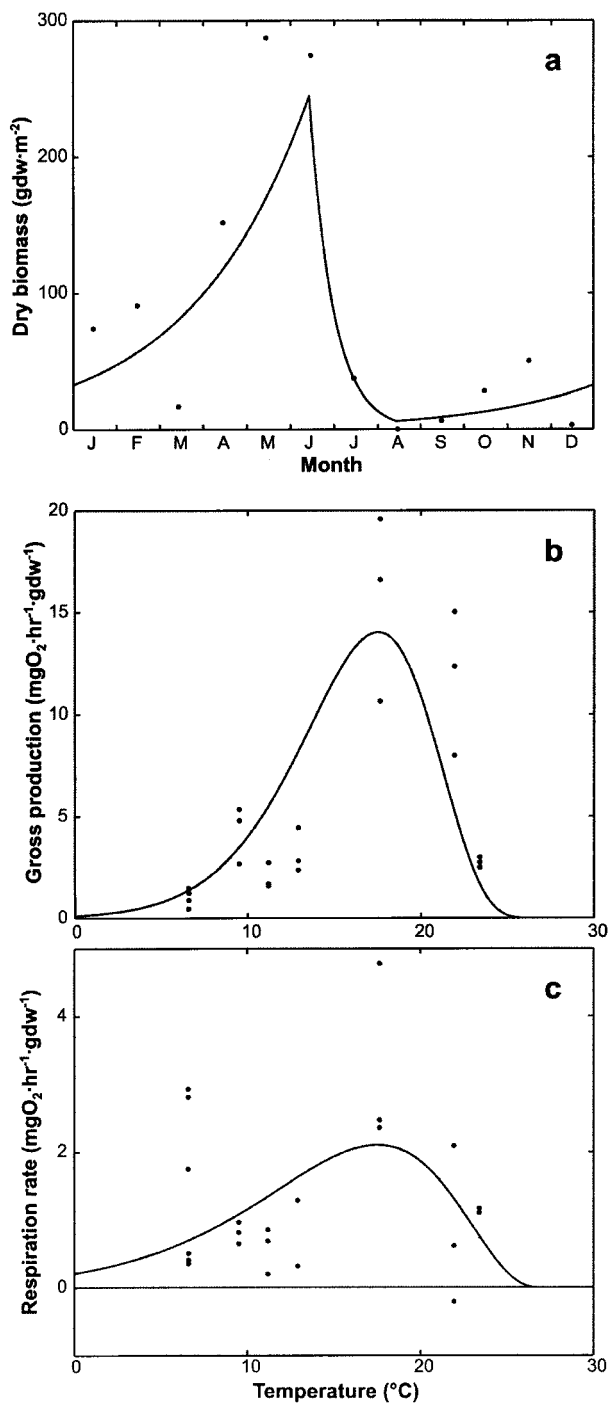 a
300
200
100
0
Dry biomass (gdw·m⁻²)
J F M A M J J A S O N D
Month
b
20
15
10
5
0
Gross production (mgO₂·hr⁻¹·gdw⁻¹)
0 10 20 30
c
4
2
0
Respiration rate (mgO₂·hr⁻¹·gdw⁻¹)
0 10 20 30
Temperature (°C)